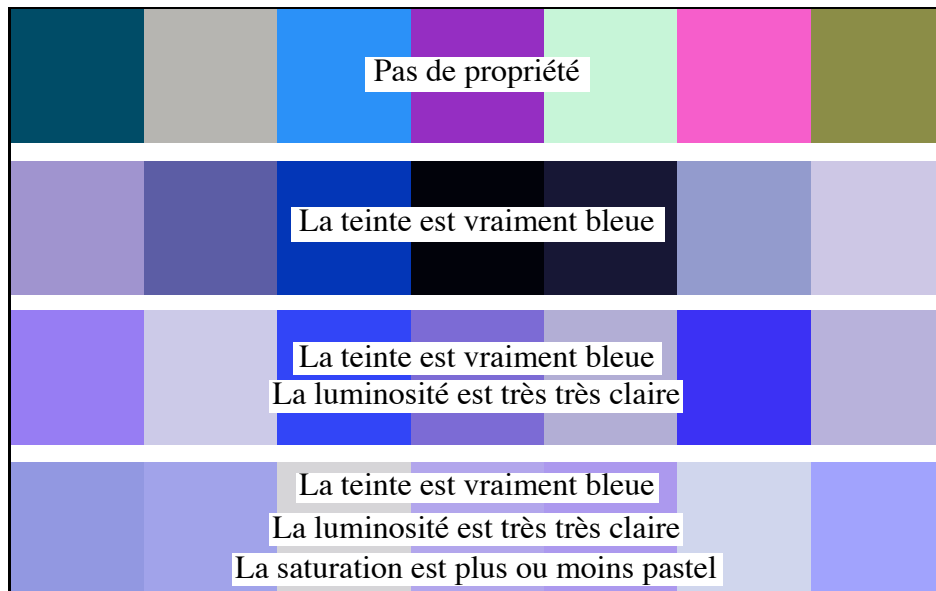 Pas de propriété
La teinte est vraiment bleue
La teinte est vraiment bleue
La luminosité est très très claire
La teinte est vraiment bleue
La luminosité est très très claire
La saturation est plus ou moins pastel